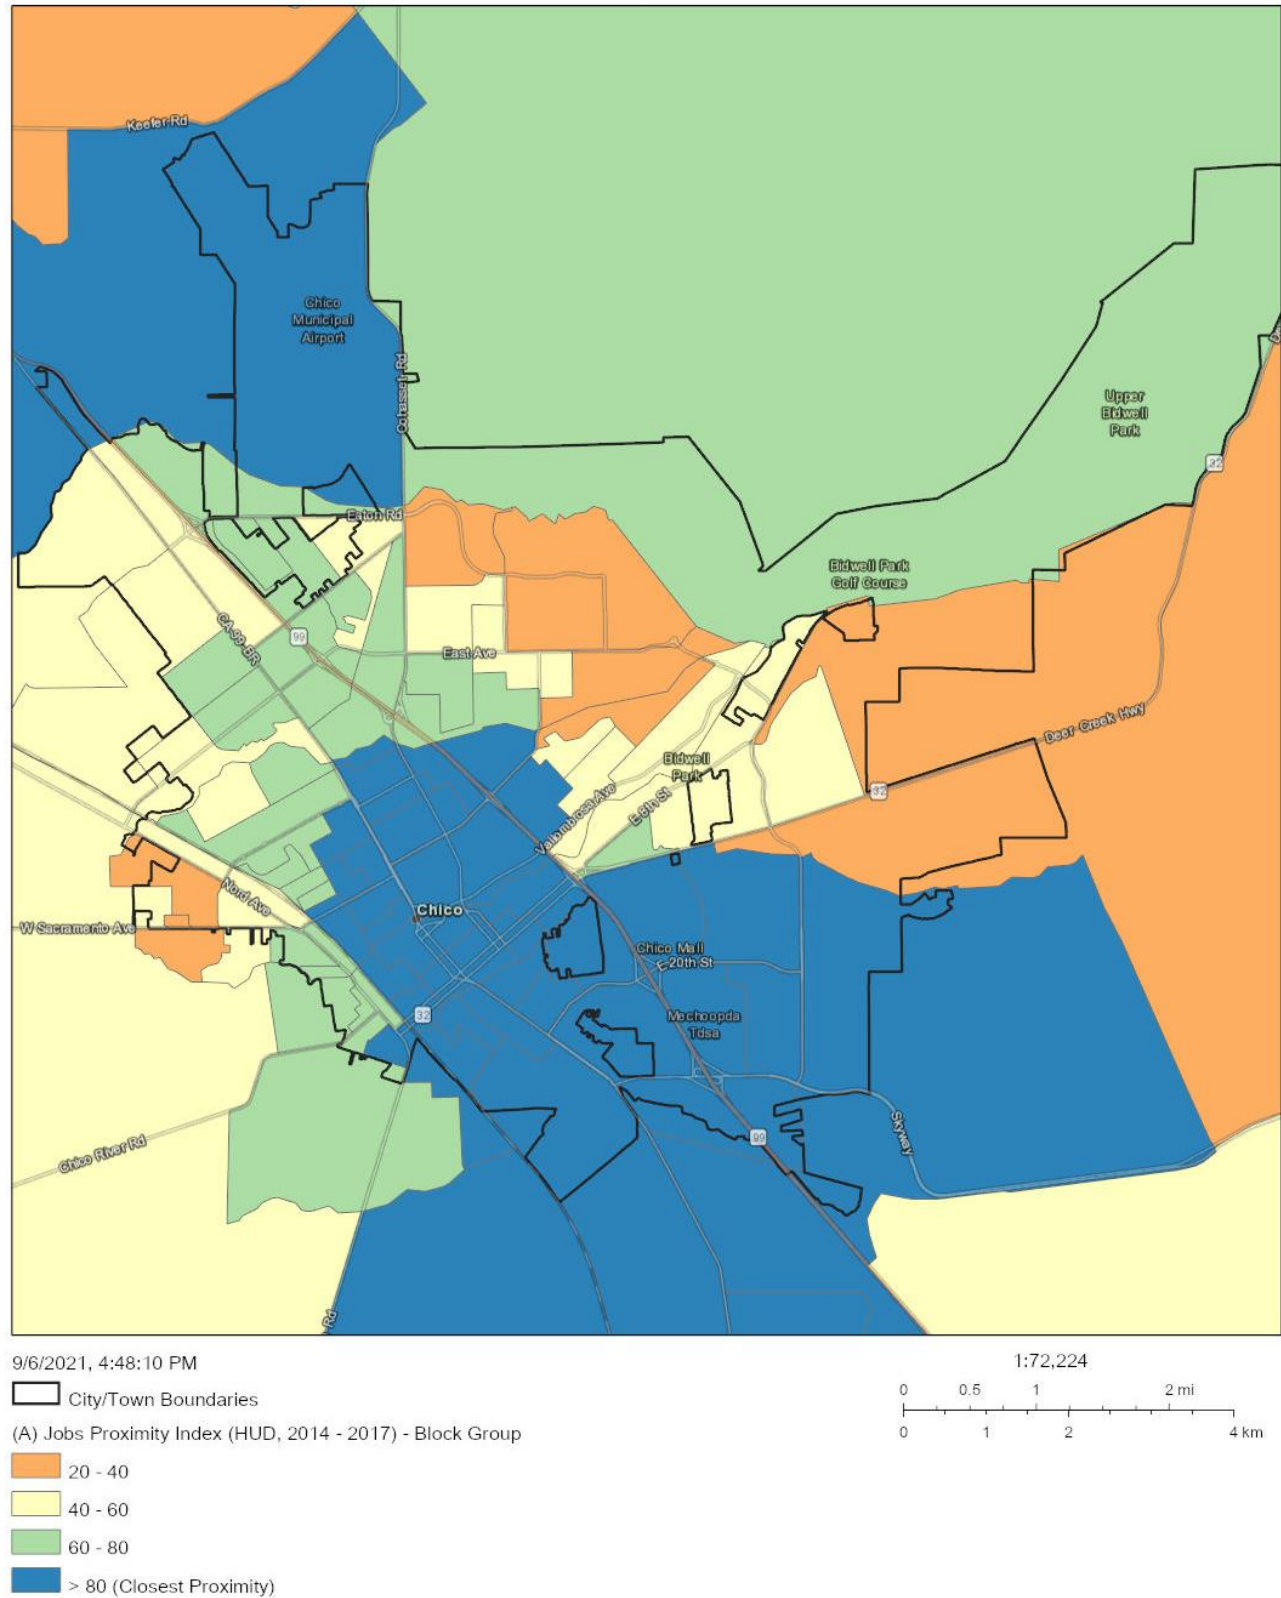 Keefer Rd
Chico
Municipal
Airport
Cohasset Rd
Upper
Bidwell
Park
32
Eaton Rd
Bidwell Park
Golf Course
CA-99-BR
99
East Ave
Deer Creek Hwy
Bidwell
Park
32
Vallombrosa Ave
E 8th St
Nord Ave
Chico
W Sacramento Ave
Chico Mall
E 20th St
32
Mechoopda
Tdsa
99
Skyway
Chico River Rd
Rd
9/6/2021, 4:48:10 PM
1:72,224
City/Town Boundaries
0 0.5 1 2 mi
0 1 2 4 km
(A) Jobs Proximity Index (HUD, 2014 - 2017) - Block Group
20 - 40
40 - 60
60 - 80
> 80 (Closest Proximity)